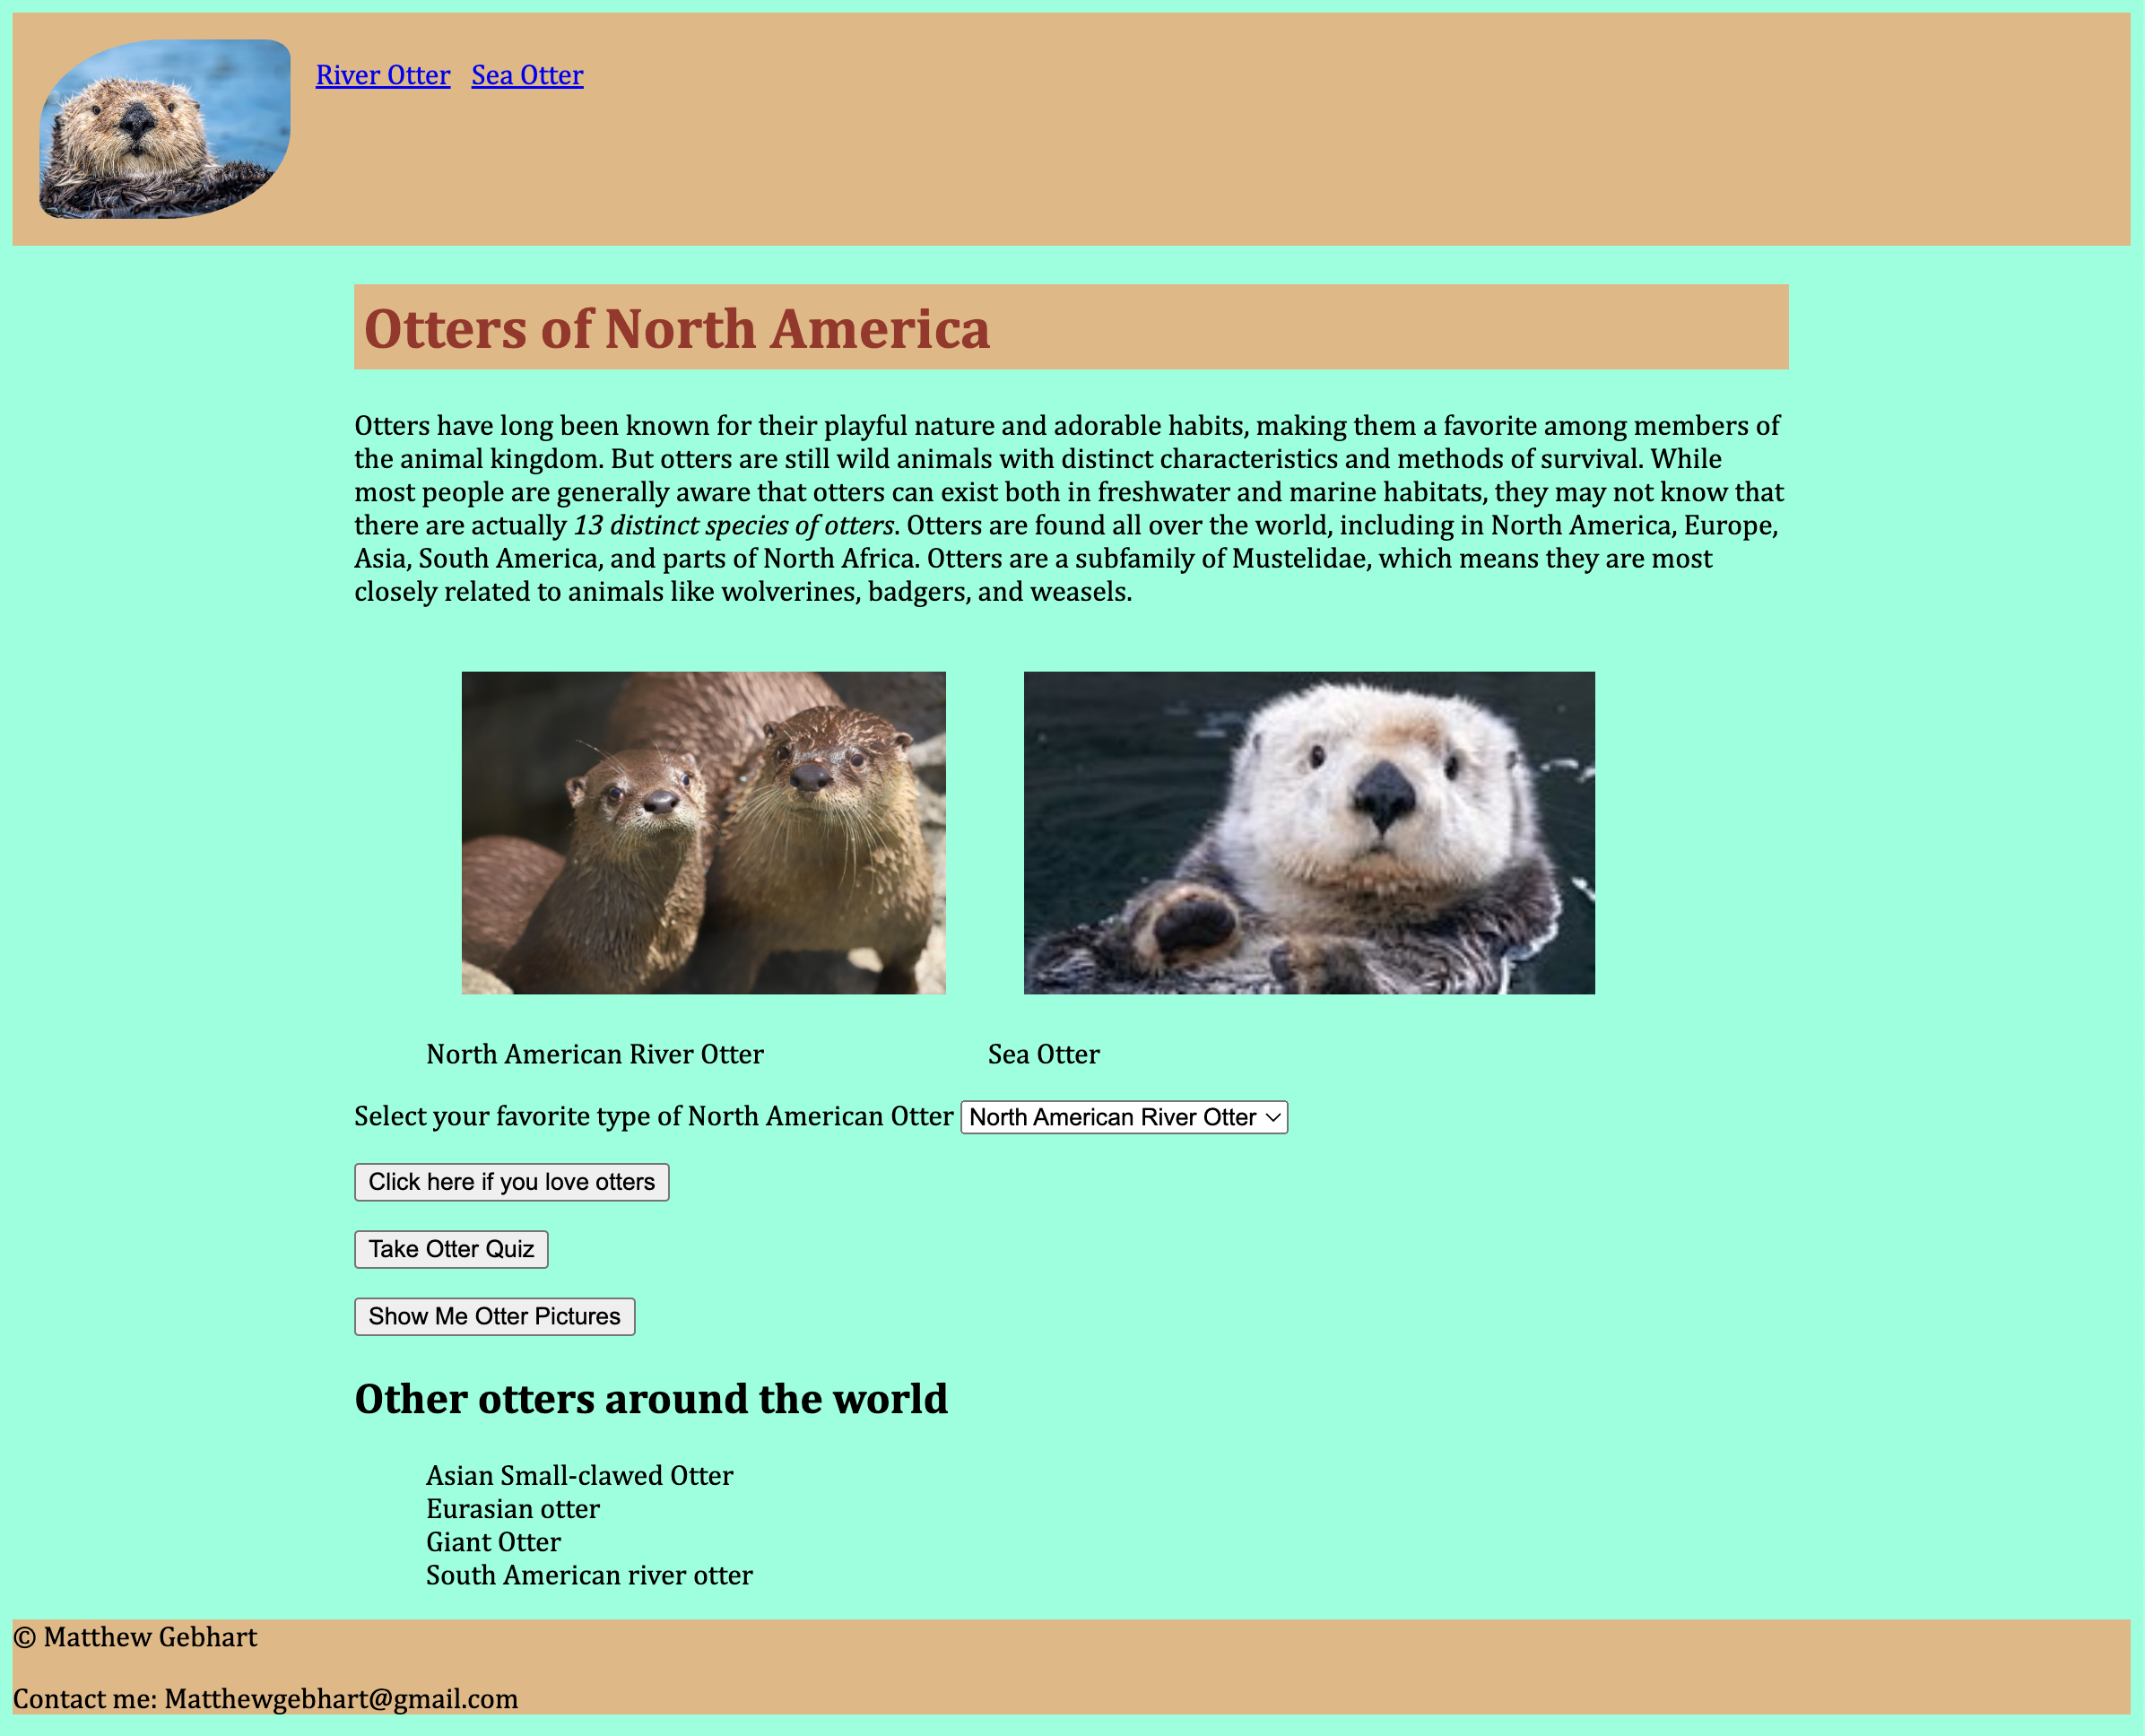 River Otter Sea Otter
Otters of North America
Otters have long been known for their playful nature and adorable habits, making them a favorite among members of
the animal kingdom. But otters are still wild animals with distinct characteristics and methods of survival. While
most people are generally aware that otters can exist both in freshwater and marine habitats, they may not know that
there are actually 13 distinct species of otters. Otters are found all over the world, including in North America, Europe,
Asia, South America, and parts of North Africa. Otters are a subfamily of Mustelidae, which means they are most
closely related to animals like wolverines, badgers, and weasels.
North American River Otter
Sea Otter
Select your favorite type of North American Otter North American River Otter
Click here if you love otters
Take Otter Quiz
Show Me Otter Pictures
Other otters around the world
Asian Small-clawed Otter
Eurasian otter
Giant Otter
South American river otter
© Matthew Gebhart
Contact me: Matthewgebhart@gmail.com